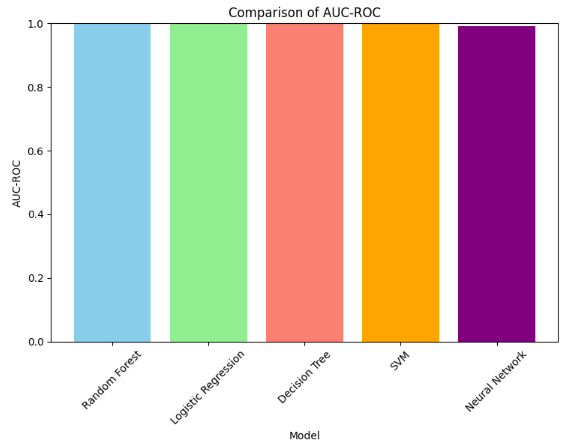 Comparison of AUC-ROC
1.0
0.8
0.6
0.4
0.2
0.0
AUC-ROC
Random Forest
Logistic Regression
Decision Tree
SVM
Neural Network
Model